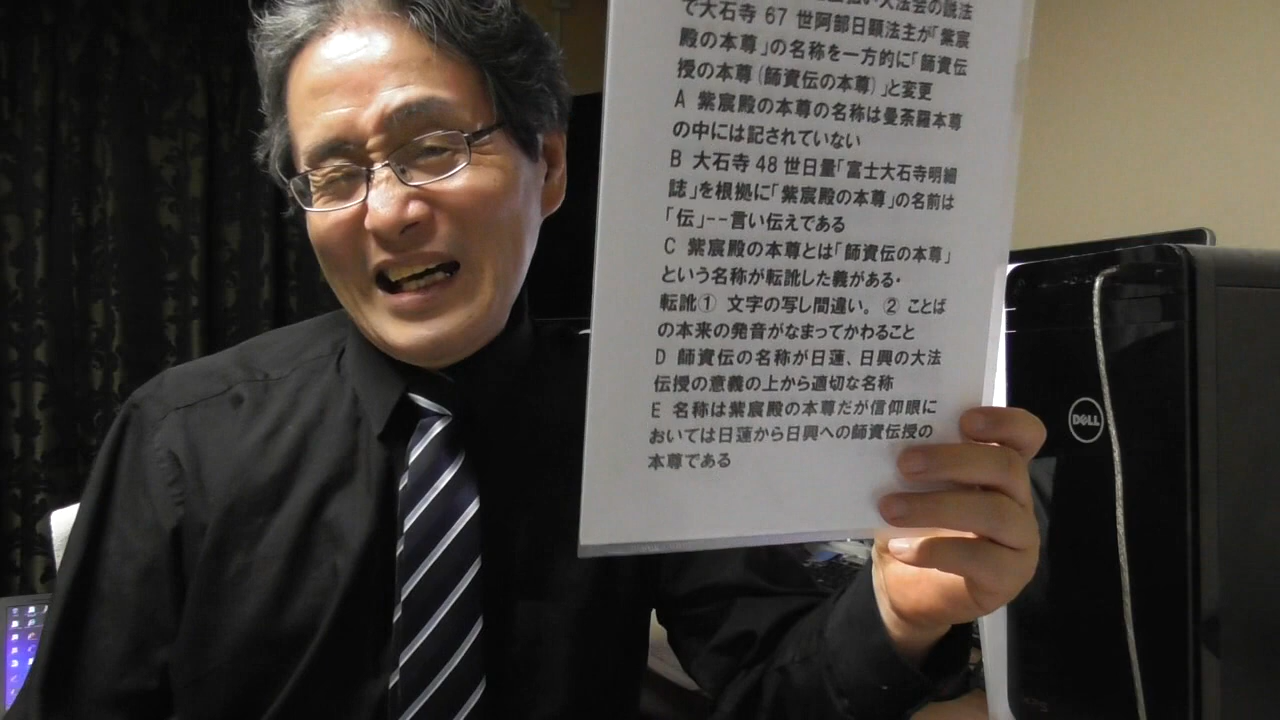 払い大法会の説法
で大石寺67世阿部日顕法主が「紫宸
殿の本尊」の名称を一方的に「師資伝
授の本尊(師資伝の本尊)」と変更
A 紫宸殿の本尊の名称は曼荼羅本尊
の中には記されていない
B 大石寺48世日量「富士大石寺明細
誌」を根拠に「紫宸殿の本尊」の名前は
「伝」--言い伝えである
C 紫宸殿の本尊とは「師資伝の本尊」
という名称が転訛した義がある・
転訛① 文字の写し間違い。 ② ことば
の本来の発音がなまってかわること
D 師資伝の名称が日蓮、日興の大法
伝授の意義の上から適切な名称
E 名称は紫宸殿の本尊だが信仰眼に
おいては日蓮から日興への師資伝授の
本尊である
DELL